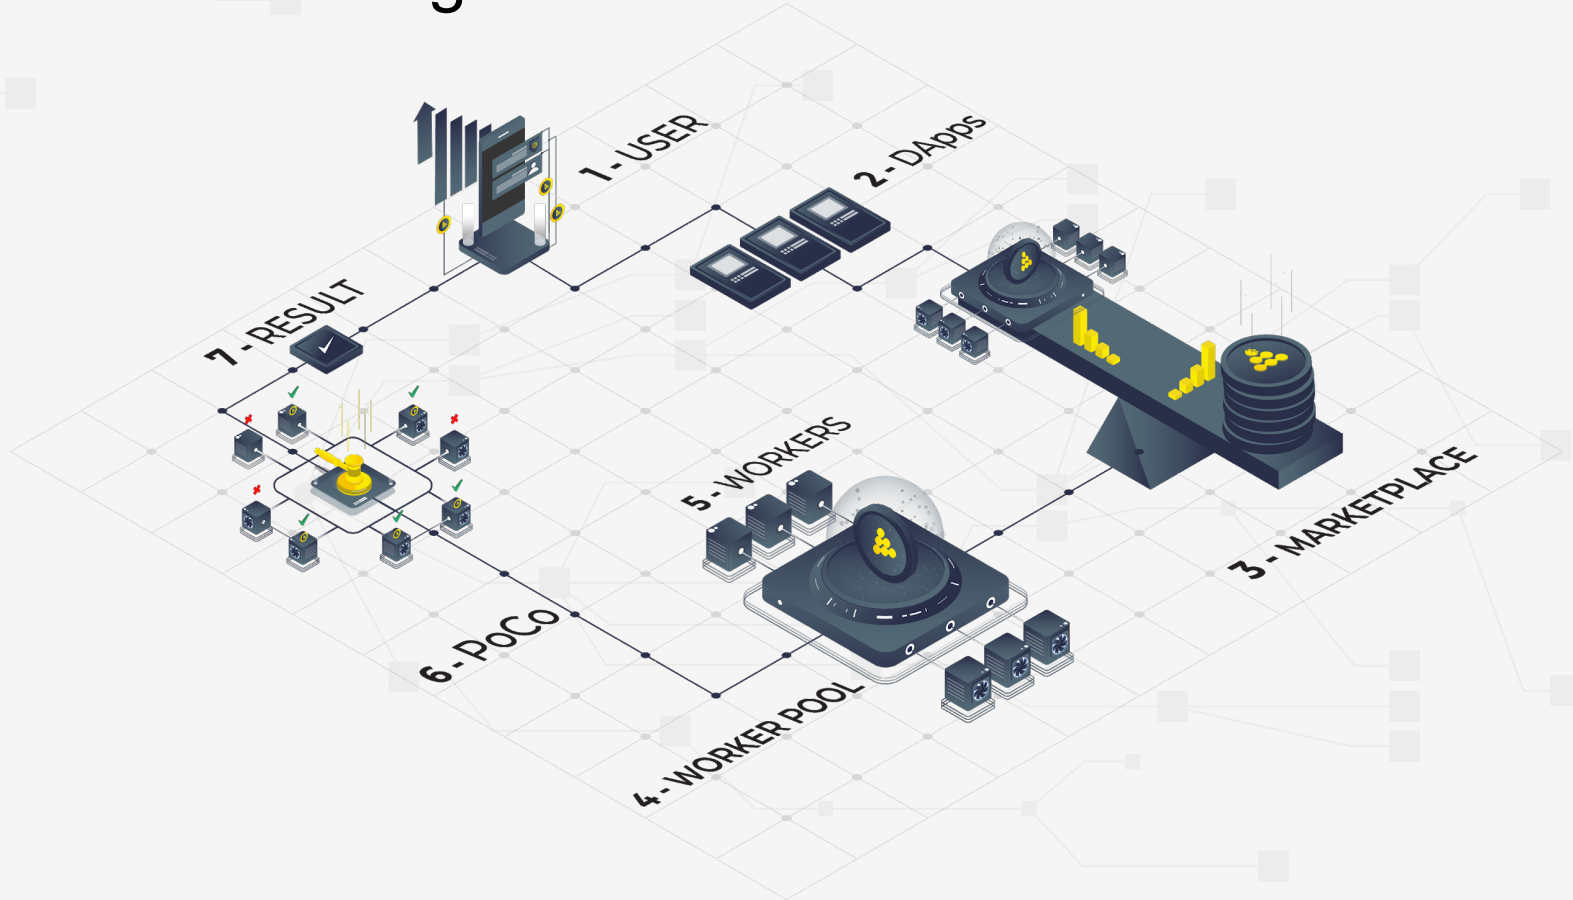 1- USER
2- DApps
3 - MARKETPLACE
4- WORKER POOL
5- WORKERS
6- PoCo
7 - RESULT